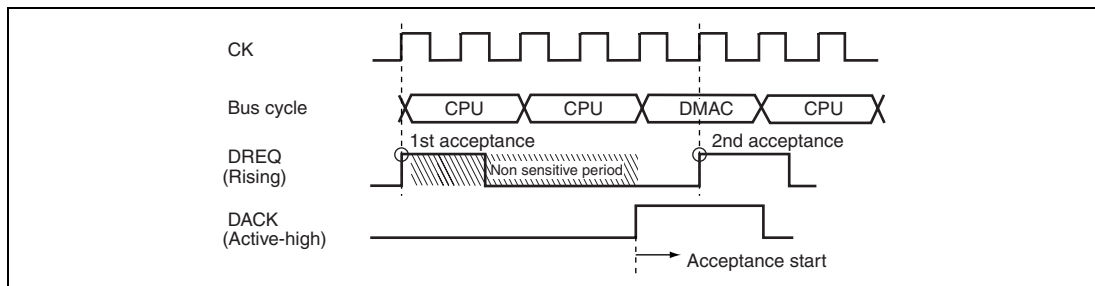 CK
Bus cycle
CPU
CPU
DMAC
CPU
1st acceptance
2nd acceptance
DREQ
(Rising)
Non sensitive period
DACK
(Active-high)
Acceptance start